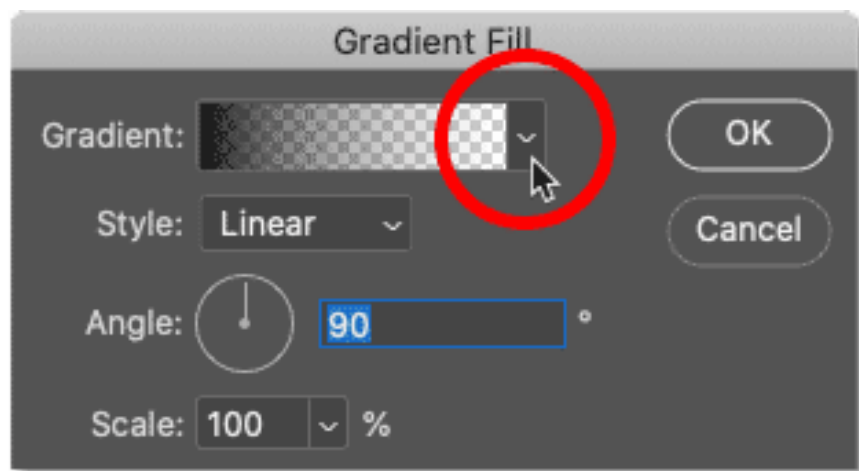 Gradient Fill
Gradient: OK
Style: Linear Cancel
Angle: 90 °
Scale: 100 %